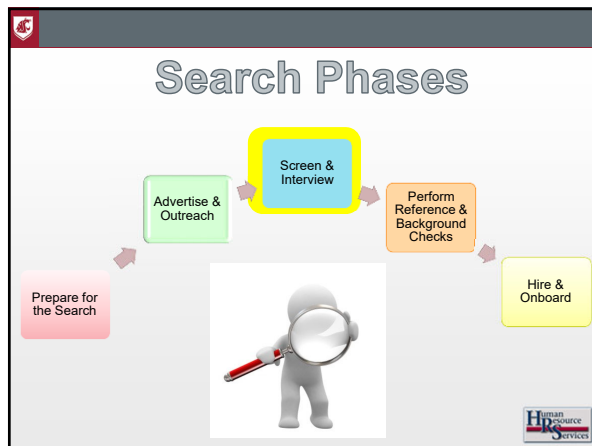 Search Phases
Screen &
Interview
Advertise &
Outreach
Perform
Reference &
Background
Checks
Prepare for
the Search
Hire &
Onboard
Human
Resource
Services